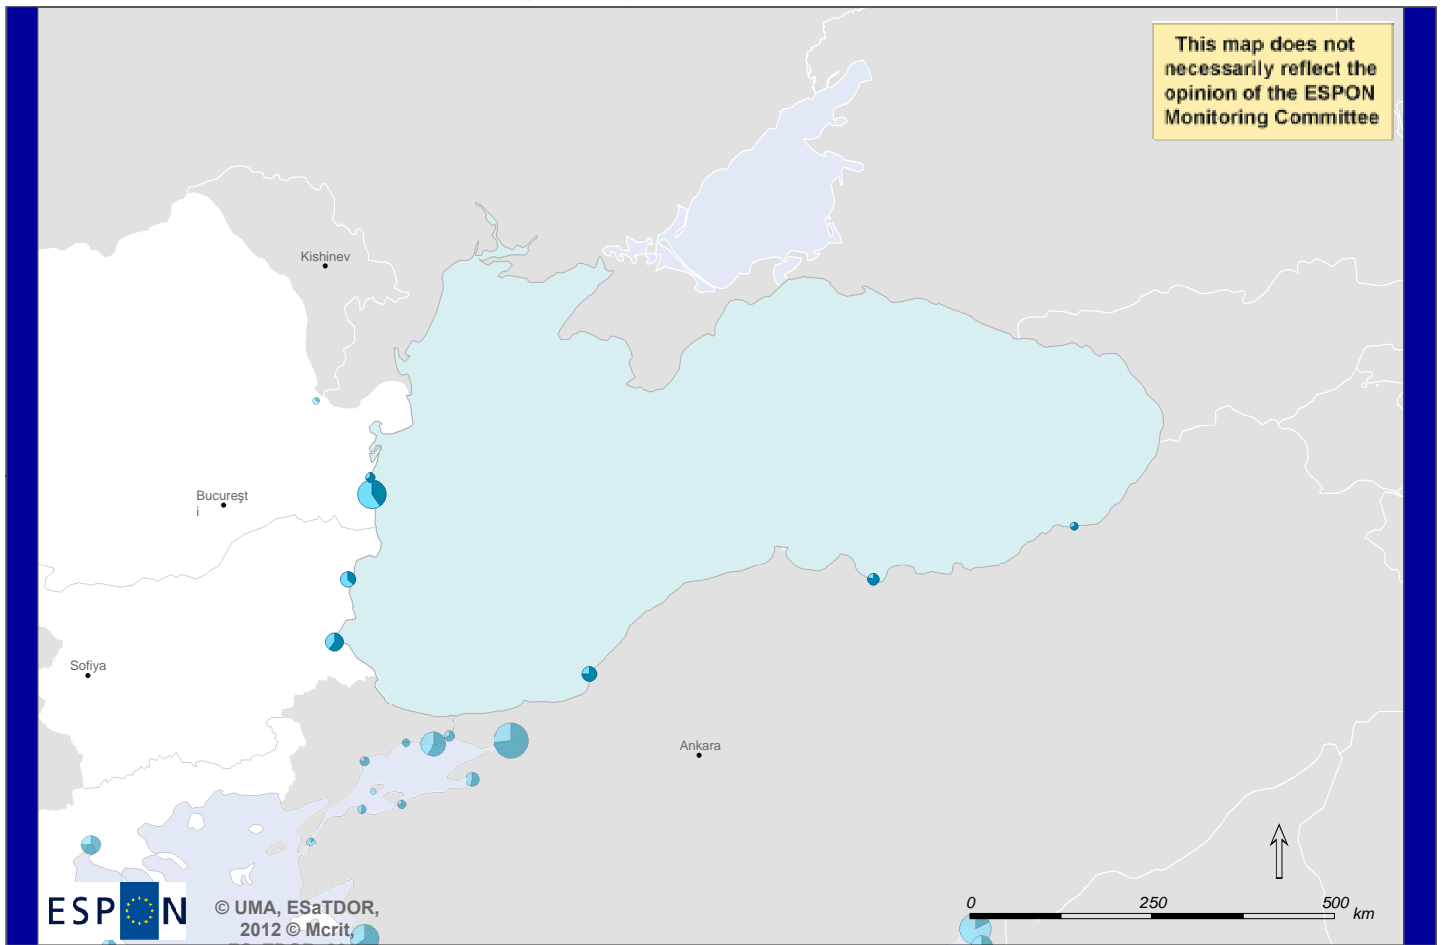 This map does not
necessarily reflect the
opinion of the ESPON
Monitoring Committee
Kishinev
Bucureşt
i
Sofiya
Ankara
0 250 500
km
ESPON
© UMA, ESaTDOR,
2012 © Mcrit,